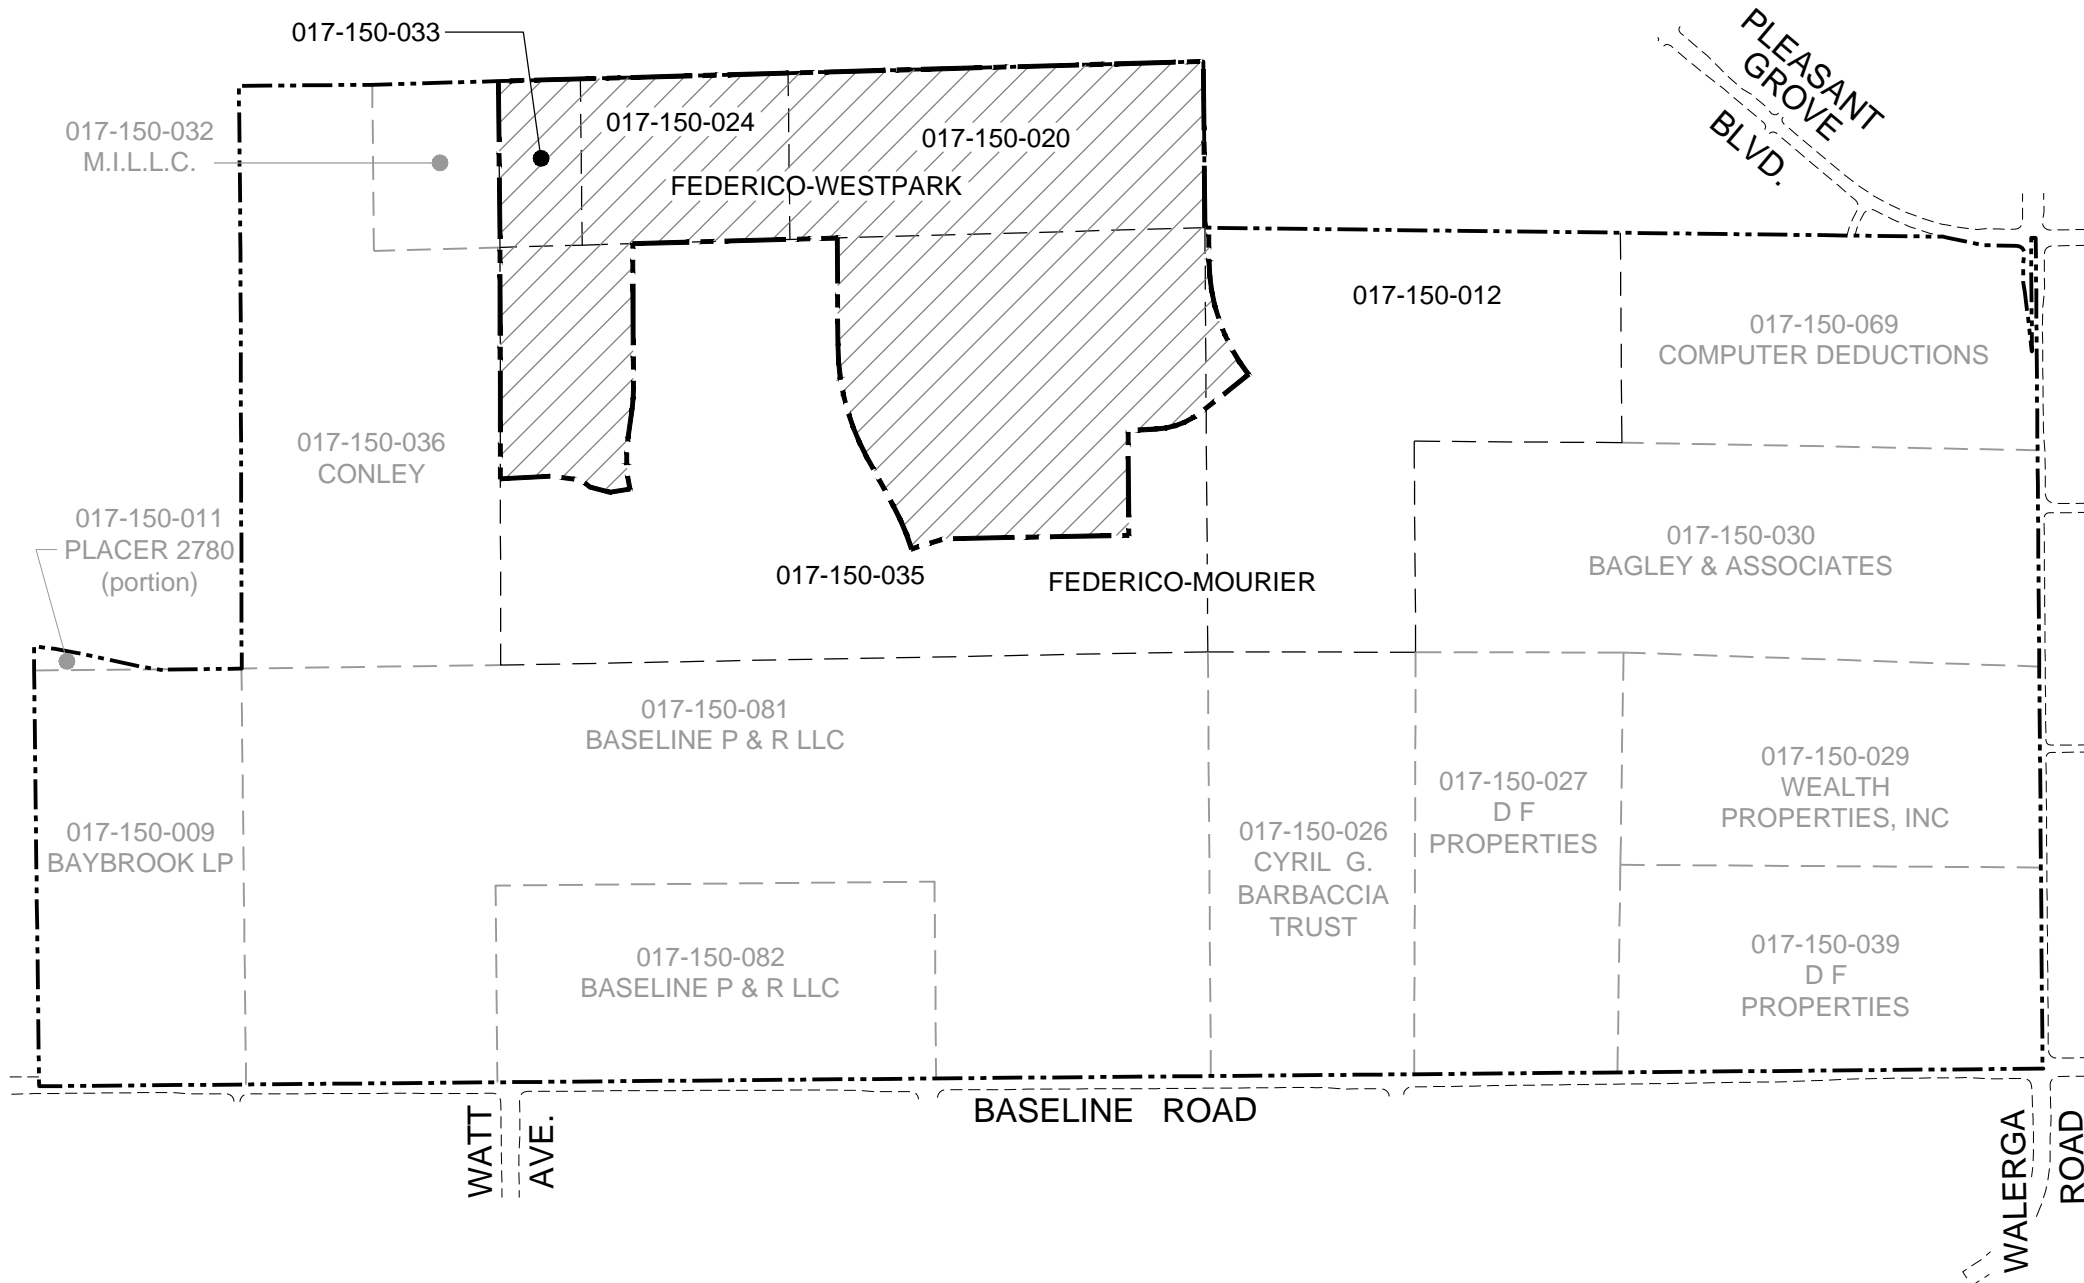 017-150-033
PLEASANT
GROVE
BLVD.
017-150-032
M.I.L.L.C.
017-150-024
017-150-020
FEDERICO-WESTPARK
017-150-012
017-150-069
COMPUTER DEDUCTIONS
017-150-036
CONLEY
017-150-011
PLACER 2780
(portion)
017-150-030
BAGLEY & ASSOCIATES
017-150-035
FEDERICO-MOURIER
017-150-081
BASELINE P & R LLC
017-150-009
BAYBROOK LP
017-150-026
CYRIL G.
BARBACCIA
TRUST
017-150-027
D F
PROPERTIES
017-150-029
WEALTH
PROPERTIES, INC
017-150-082
BASELINE P & R LLC
017-150-039
D F
PROPERTIES
BASELINE ROAD
WATT
AVE.
WALERGA
ROAD